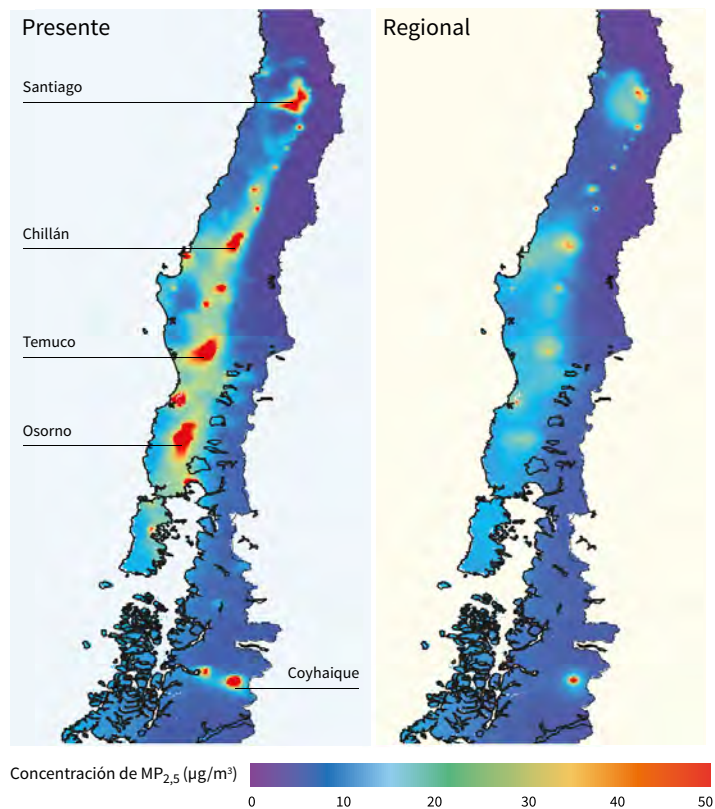 Presente
Regional
Santiago
Chillán
Temuco
Osorno
Coyhaique
Concentración de MP2,5 (µg/m³)
0 10 20 30 40 50